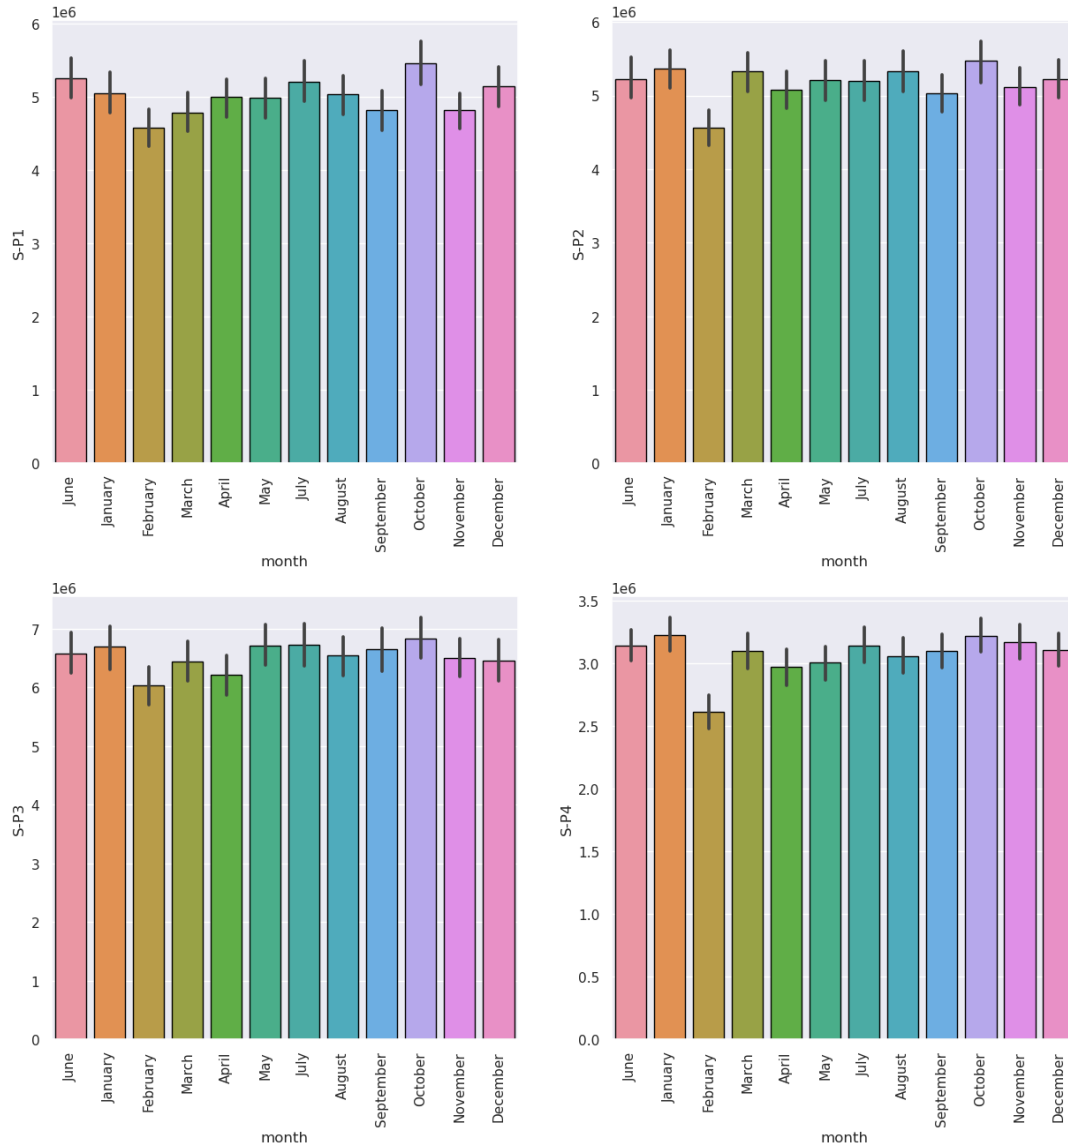 1e6
6
5
4
3
2
1
0
S-P1
June
January
February
March
April
May
July
August
September
October
November
December
month
1e6
6
5
4
3
2
1
0
S-P2
June
January
February
March
April
May
July
August
September
October
November
December
month
1e6
7
6
5
4
3
2
1
0
S-P3
June
January
February
March
April
May
July
August
September
October
November
December
month
1e6
3.5
3.0
2.5
2.0
1.5
1.0
0.5
0.0
S-P4
June
January
February
March
April
May
July
August
September
October
November
December
month